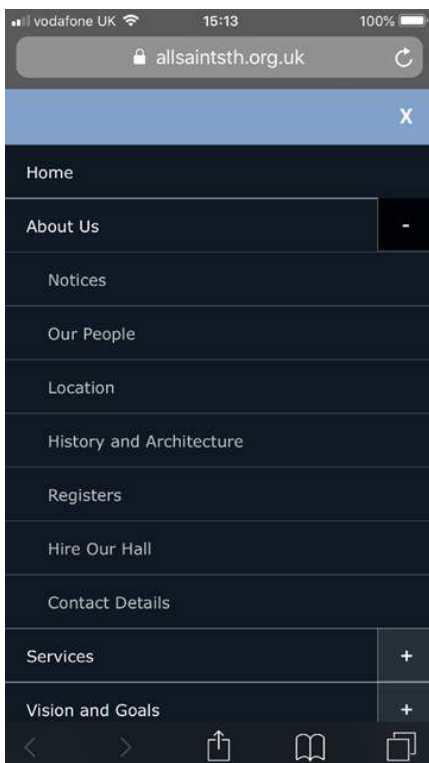 vodafone UK 15:13 100%
allsaintsth.org.uk
X
Home
About Us -
Notices
Our People
Location
History and Architecture
Registers
Hire Our Hall
Contact Details
Services +
Vision and Goals +